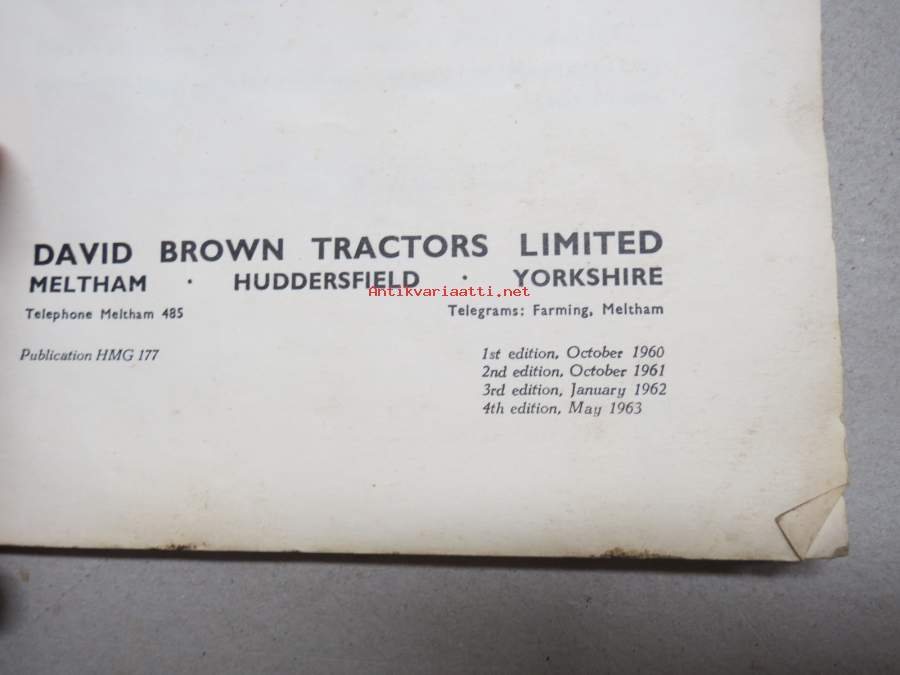 DAVID BROWN TRACTORS LIMITED
MELTHAM · HUDDERSFIELD · YORKSHIRE
Antikvariaatti.net
Telephone Meltham 485 Telegrams: Farming, Meltham
Publication HMG 177
1st edition, October 1960
2nd edition, October 1961
3rd edition, January 1962
4th edition, May 1963